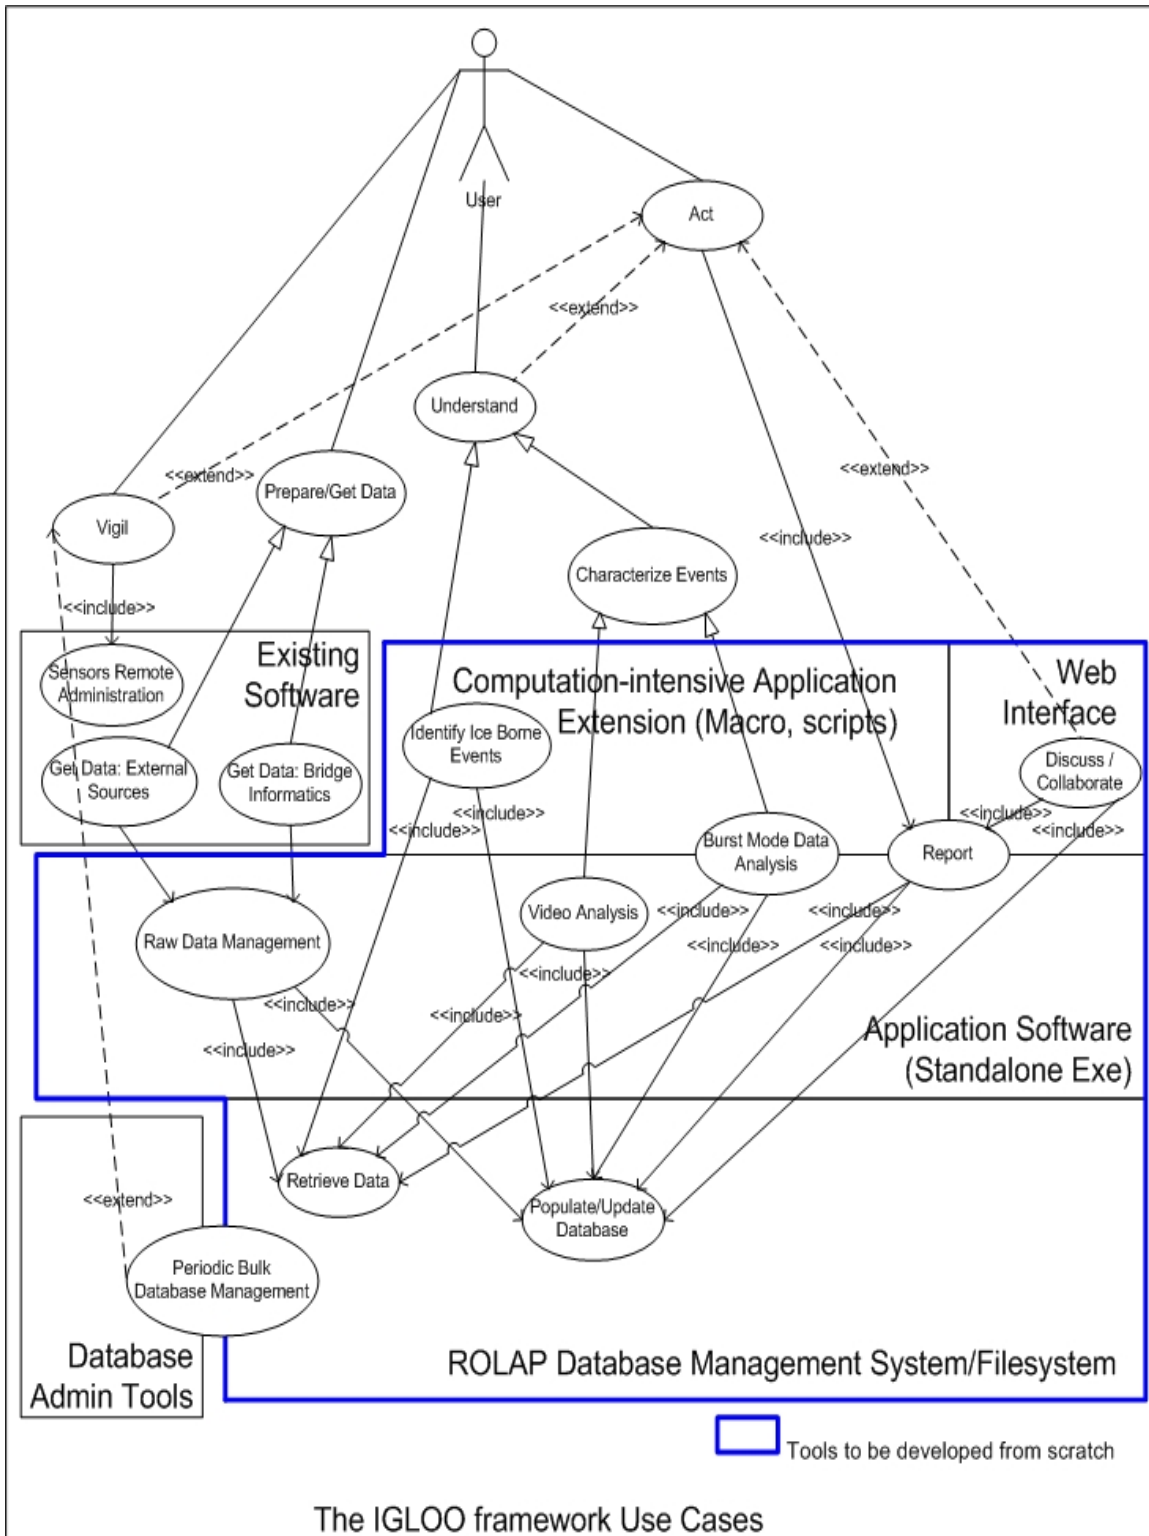 User
Act
<<extend>>
Understand
<<extend>>
<<extend>>
Prepare/Get Data
Vigil
<<include>>
Characterize Events
<<include>>
Existing
Software
Sensors Remote
Administration
Computation-intensive Application
Extension (Macro, scripts)
Web
Interface
Identify Ice Borne
Events
Get Data: External
Sources
Get Data: Bridge
Informatics
Discuss /
Collaborate
<<include>>
<<include>>
<<include>>
<<include>>
Burst Mode Data
Analysis
Report
Video Analysis
<<include>>
<<include>>
Raw Data Management
<<include>>
<<include>>
<<include>>
<<include>>
<<include>>
<<include>>
Application Software
(Standalone Exe)
Retrieve Data
<<extend>>
Populate/Update
Database
Periodic Bulk
Database Management
Database
Admin Tools
ROLAP Database Management System/Filesystem
Tools to be developed from scratch
The IGLOO framework Use Cases